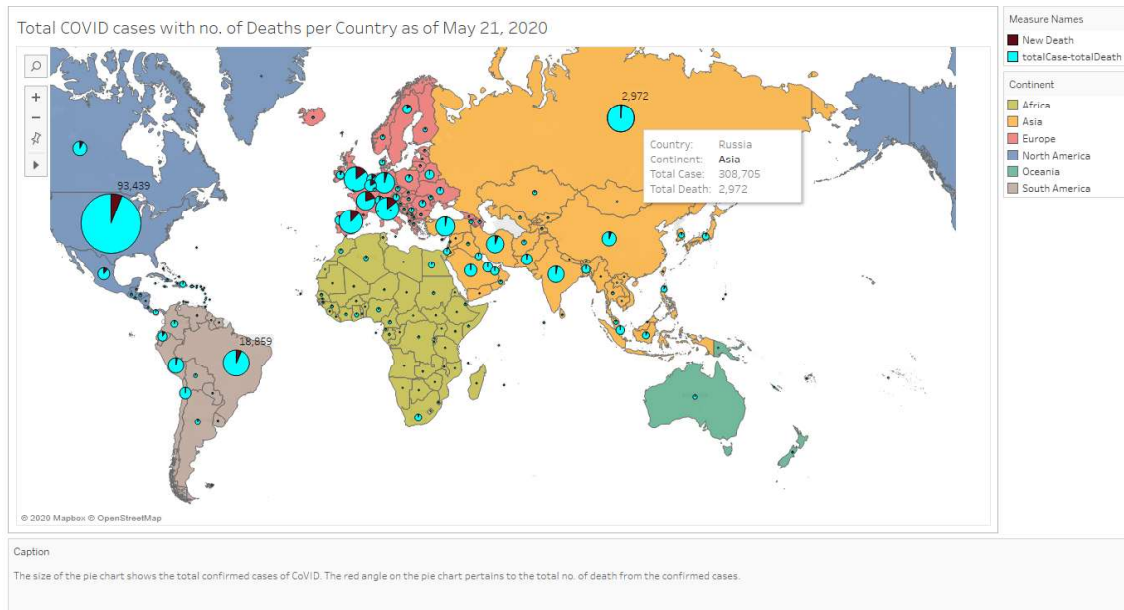 Total COVID cases with no. of Deaths per Country as of May 21, 2020
Measure Names
New Death
totalCase-totalDeath
Continent
Africa
Asia
Europe
North America
Oceania
South America
2,972
Country: Russia
Continent: Asia
Total Case: 308,705
Total Death: 2,972
93,439
18,859
© 2020 Mapbox © OpenStreetMap
Caption
The size of the pie chart shows the total confirmed cases of CoVID. The red angle on the pie chart pertains to the total no. of death from the confirmed cases.